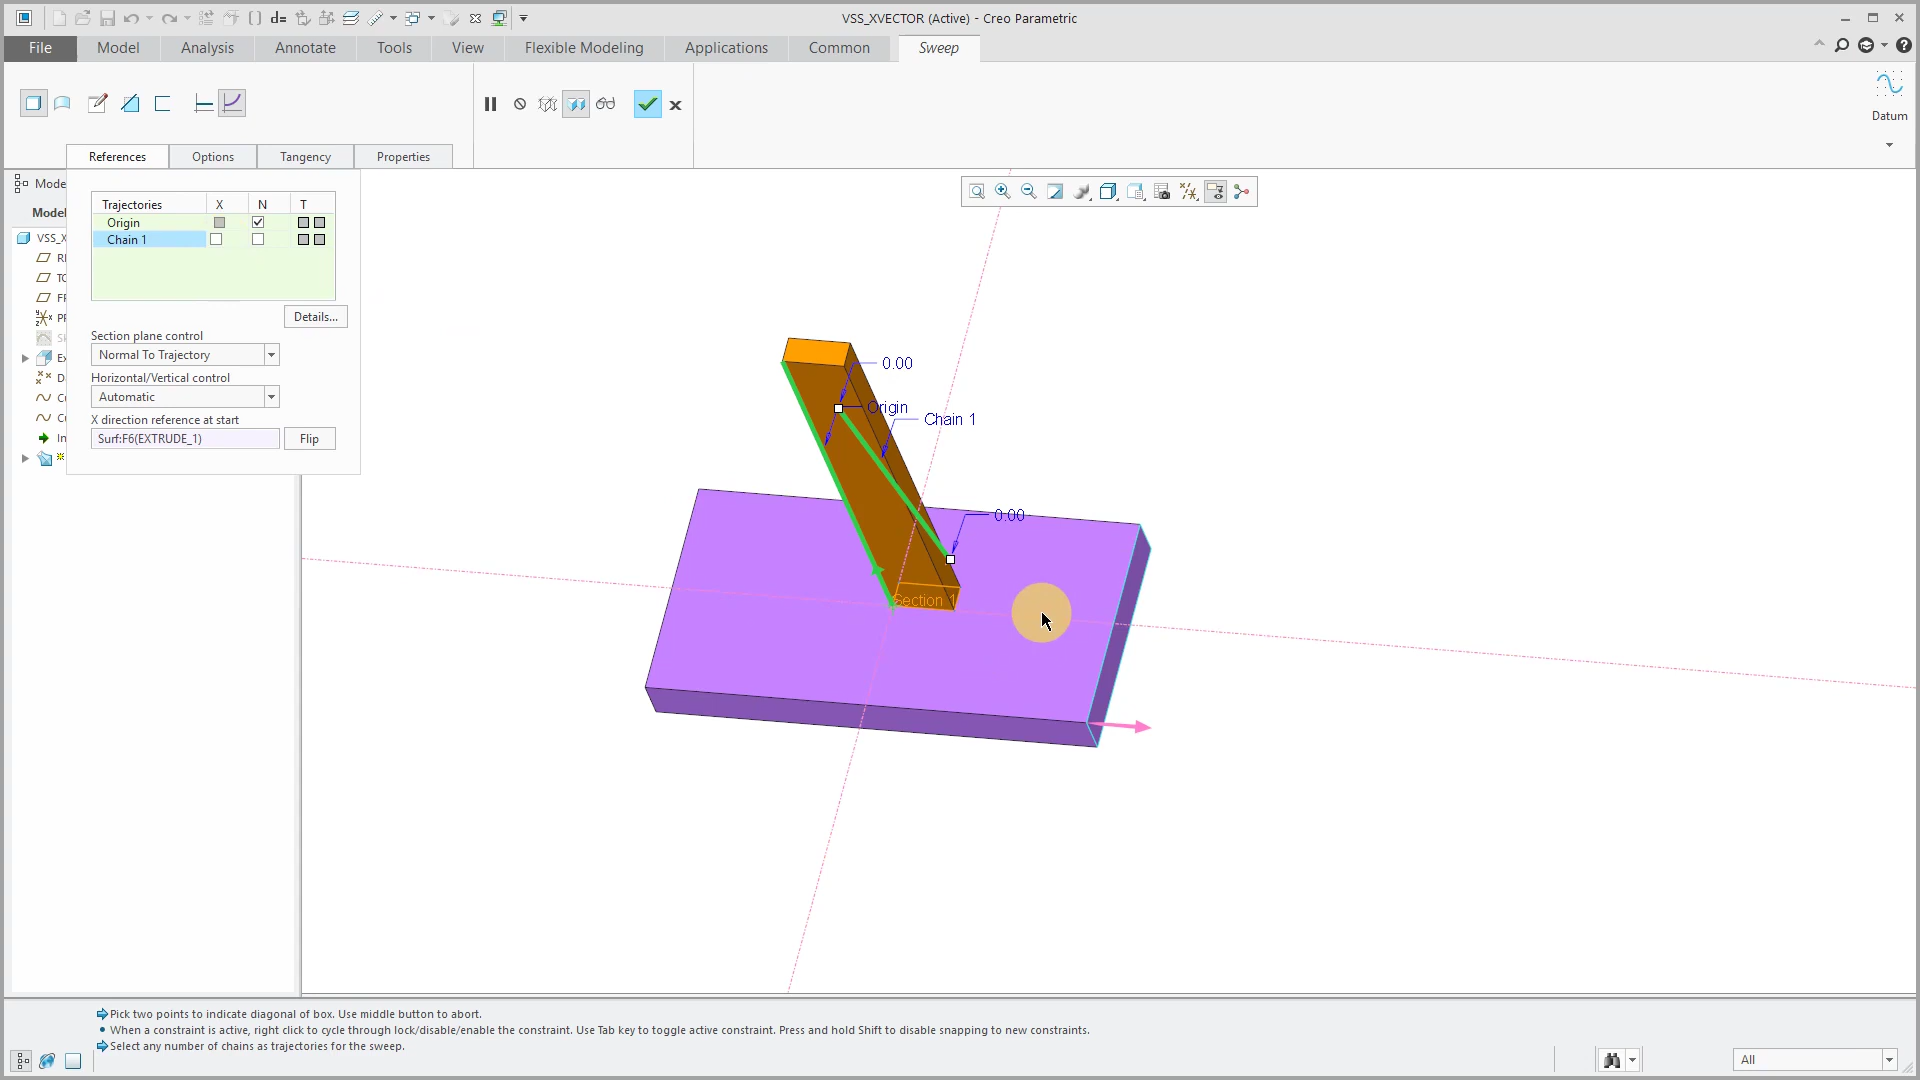 VSS_XVECTOR (Active) - Creo Parametric
File Model Analysis Annotate Tools View Flexible Modeling Applications Common Sweep
Datum
References Options Tangency Properties
Mode
Trajectories X N T
Mode
Origin
VSS_X
Chain 1
Details...
Section plane control
Normal To Trajectory
Horizontal/Vertical control
Automatic
X direction reference at start
Surf:F6(EXTRUDE_1) Flip
0.00
Origin
Chain 1
0.00
Section 1
Pick two points to indicate diagonal of box. Use middle button to abort.
When a constraint is active, right click to cycle through lock/disable/enable the constraint. Use Tab key to toggle active constraint. Press and hold Shift to disable snapping to new constraints.
Select any number of chains as trajectories for the sweep.
All